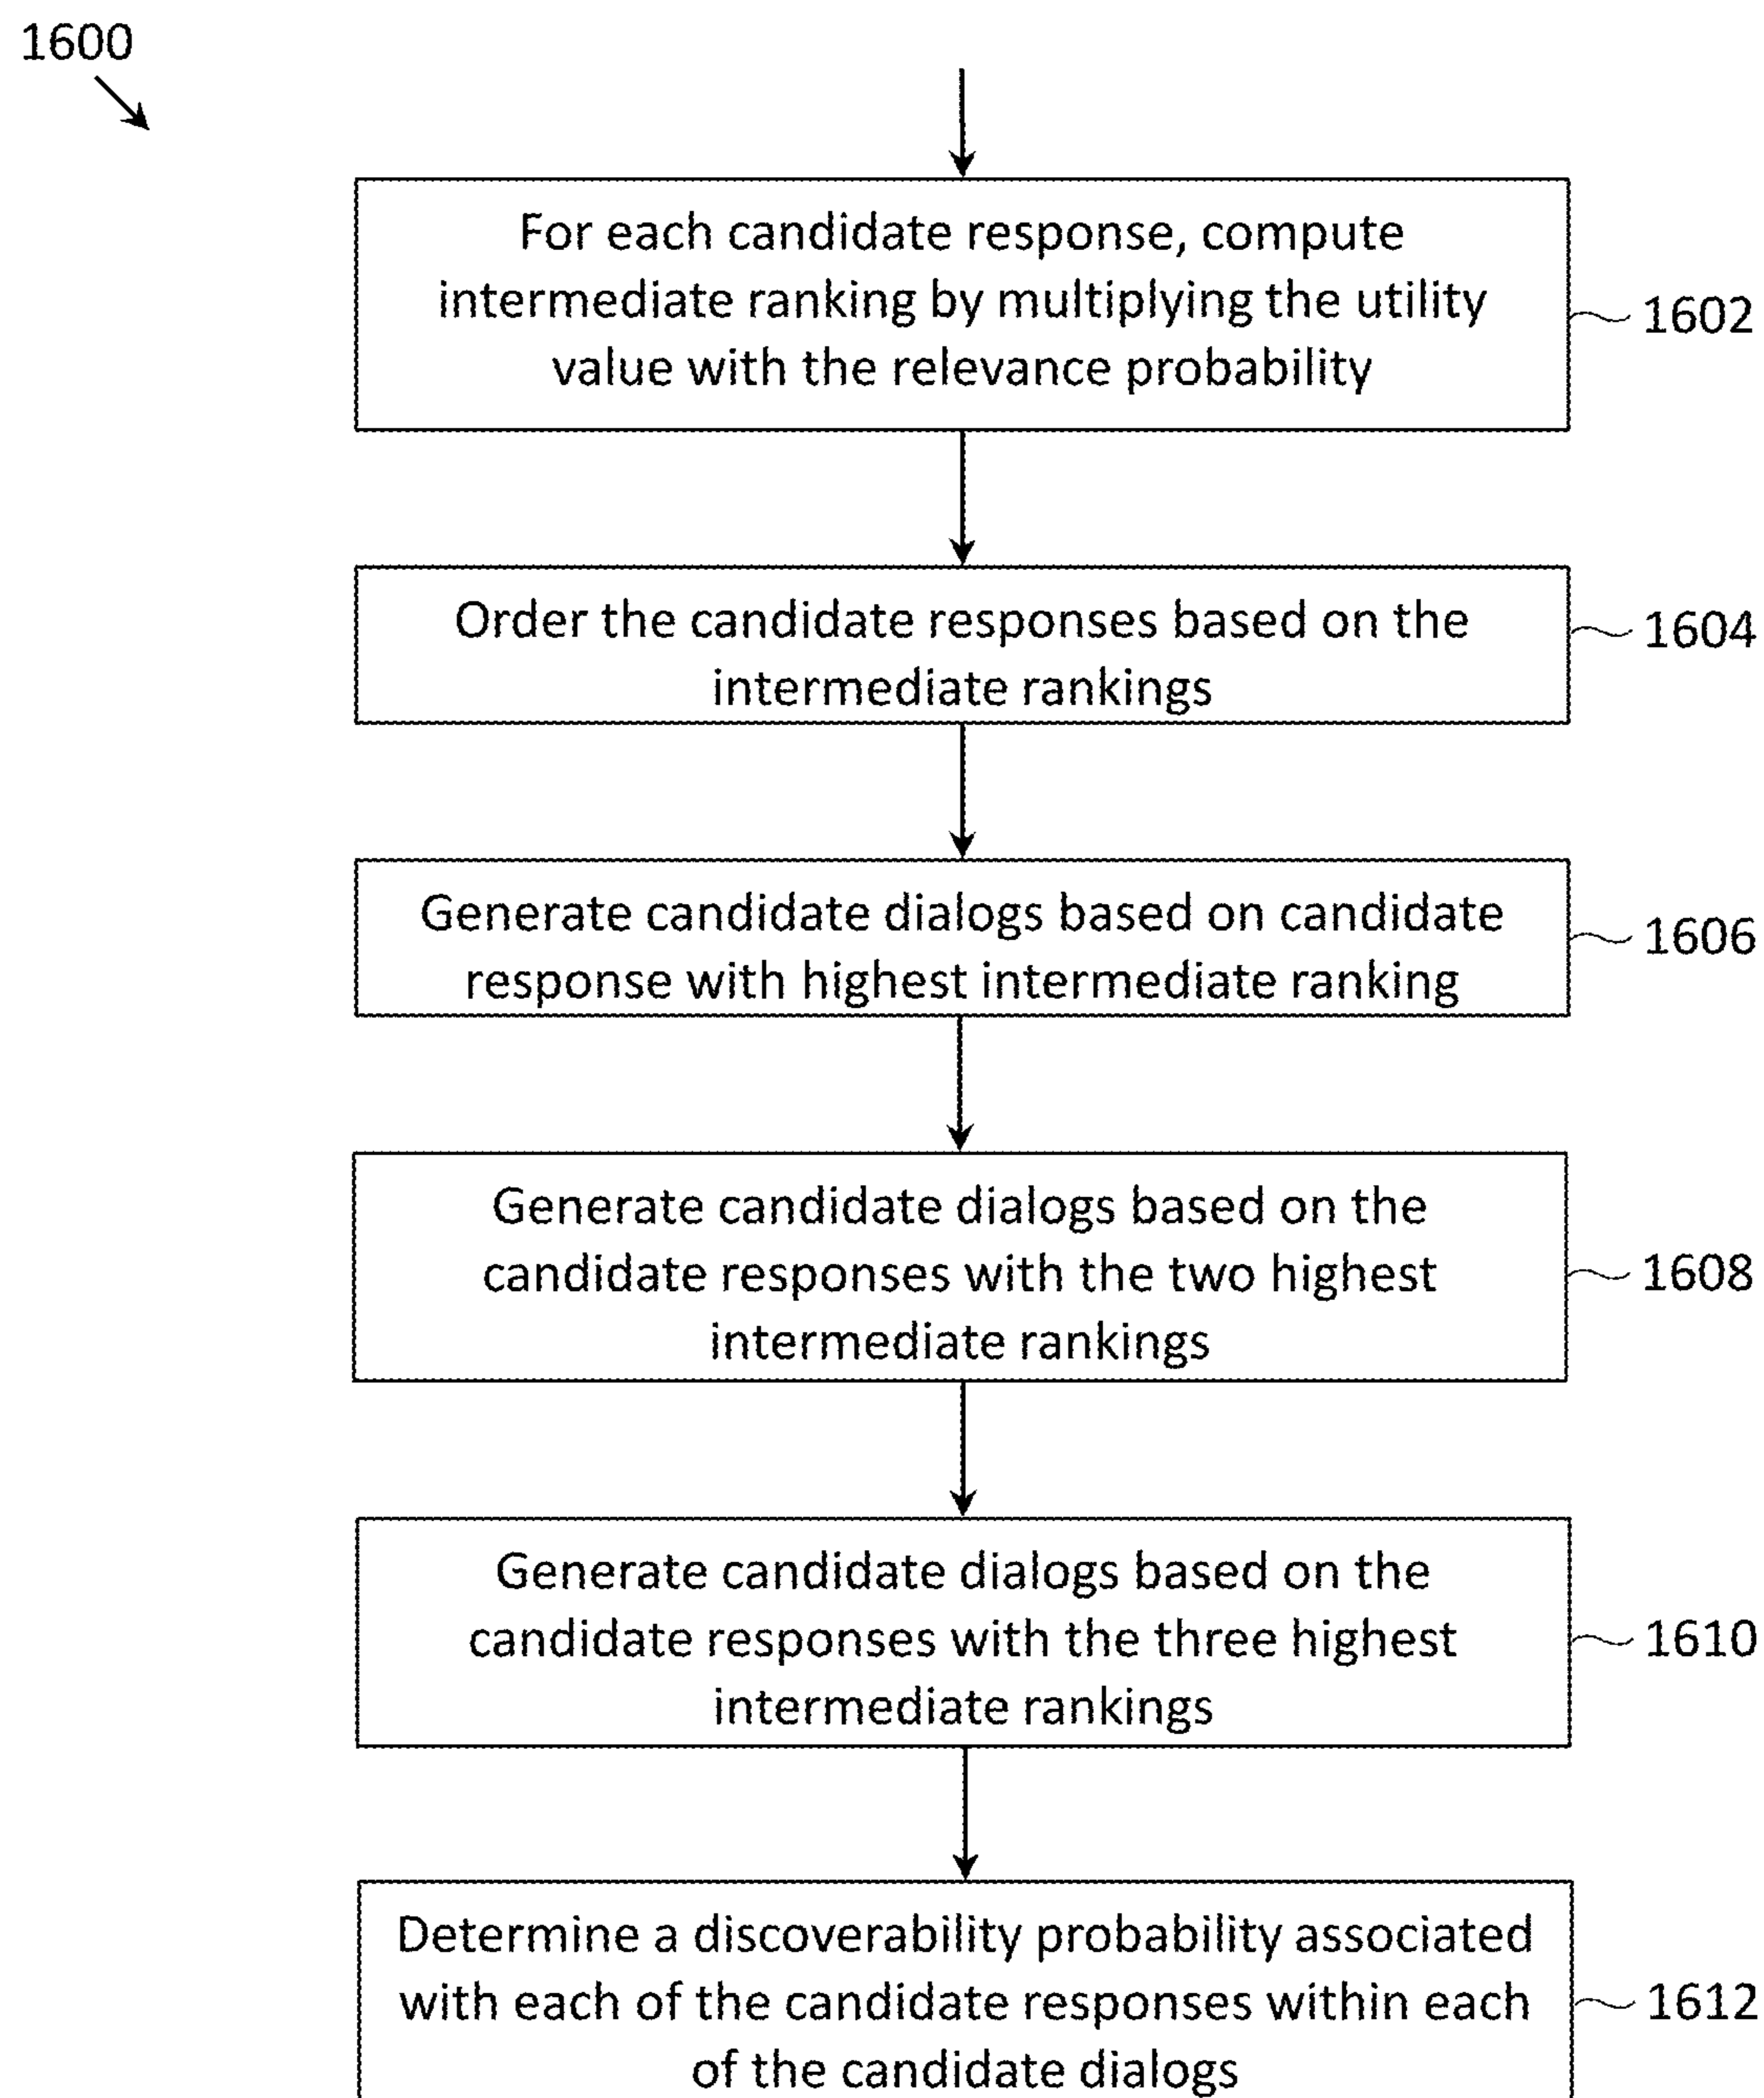 1600
For each candidate response, compute
intermediate ranking by multiplying the utility
value with the relevance probability
1602
Order the candidate responses based on the
intermediate rankings
1604
Generate candidate dialogs based on candidate
response with highest intermediate ranking
1606
Generate candidate dialogs based on the
candidate responses with the two highest
intermediate rankings
1608
Generate candidate dialogs based on the
candidate responses with the three highest
intermediate rankings
1610
Determine a discoverability probability associated
with each of the candidate responses within each
of the candidate dialogs
1612